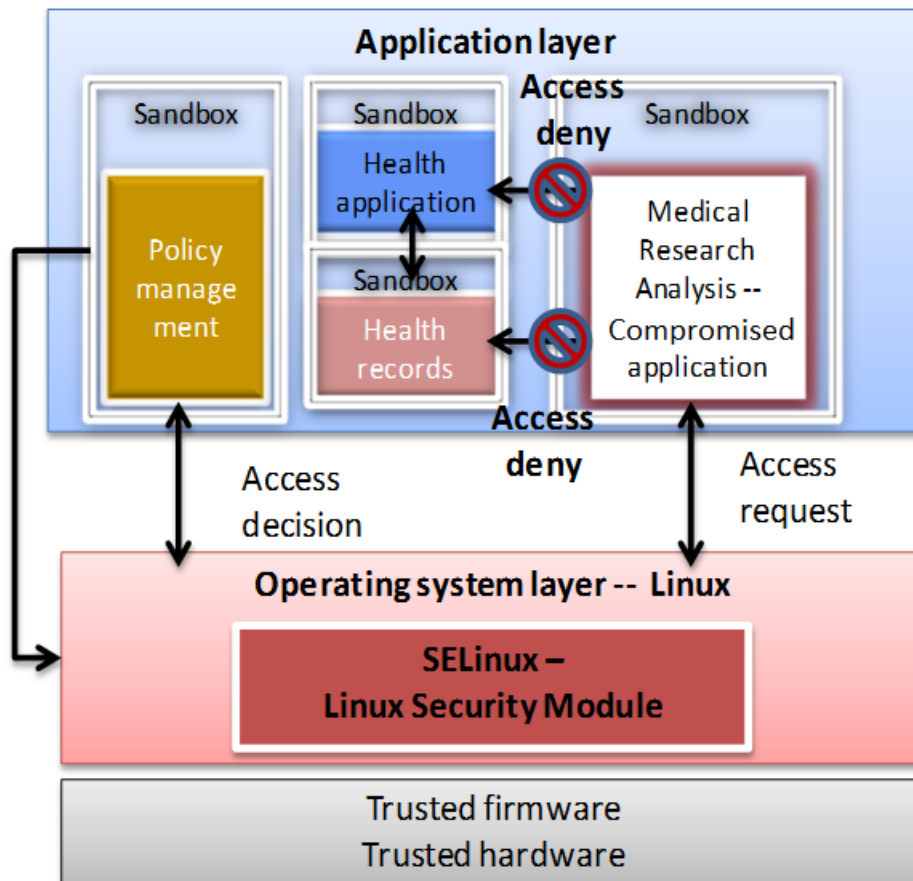 Application layer
Sandbox
Policy
manage
ment
Sandbox
Health
application
Sandbox
Health
records
Access
deny
Access
deny
Sandbox
Medical
Research
Analysis --
Compromised
application
Access
decision
Access
request
Operating system layer -- Linux
SELinux –
Linux Security Module
Trusted firmware
Trusted hardware